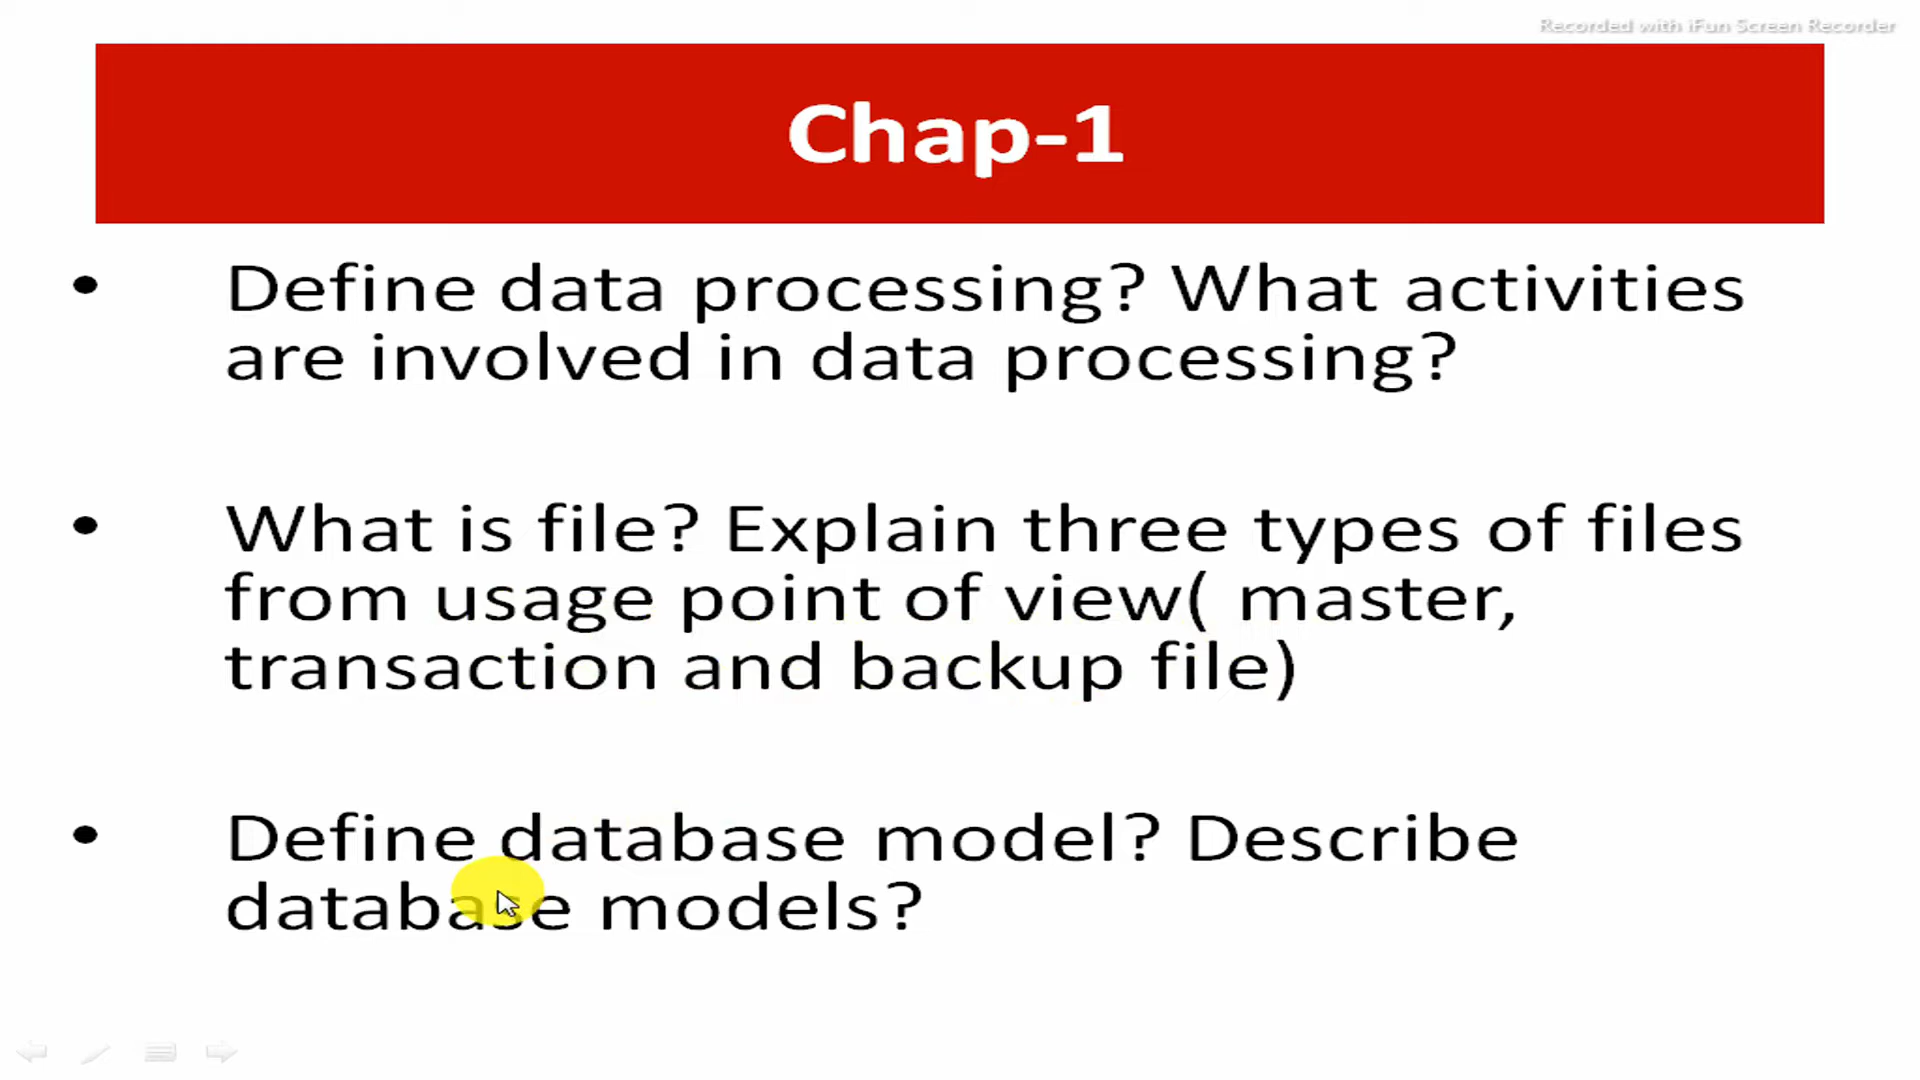 Recorded with iFun Screen Recorder
Chap-1
• Define data processing? What activities
are involved in data processing?
• What is file? Explain three types of files
from usage point of view( master,
transaction and backup file)
• Define database model? Describe
database models?